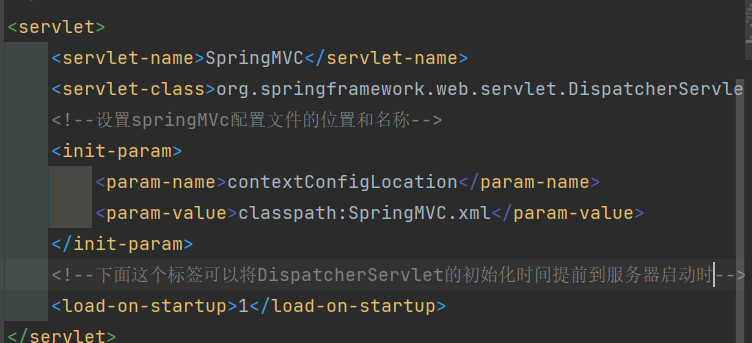 <servlet>
<servlet-name>SpringMVC</servlet-name>
<servlet-class>org.springframework.web.servlet.DispatcherServle
<!--设置springMVc配置文件的位置和名称-->
<init-param>
<param-name>contextConfigLocation</param-name>
<param-value>classpath:SpringMVC.xml</param-value>
</init-param>
<!--下面这个标签可以将DispatcherServlet的初始化时间提前到服务器启动时-->
<load-on-startup>1</load-on-startup>
</servlet>